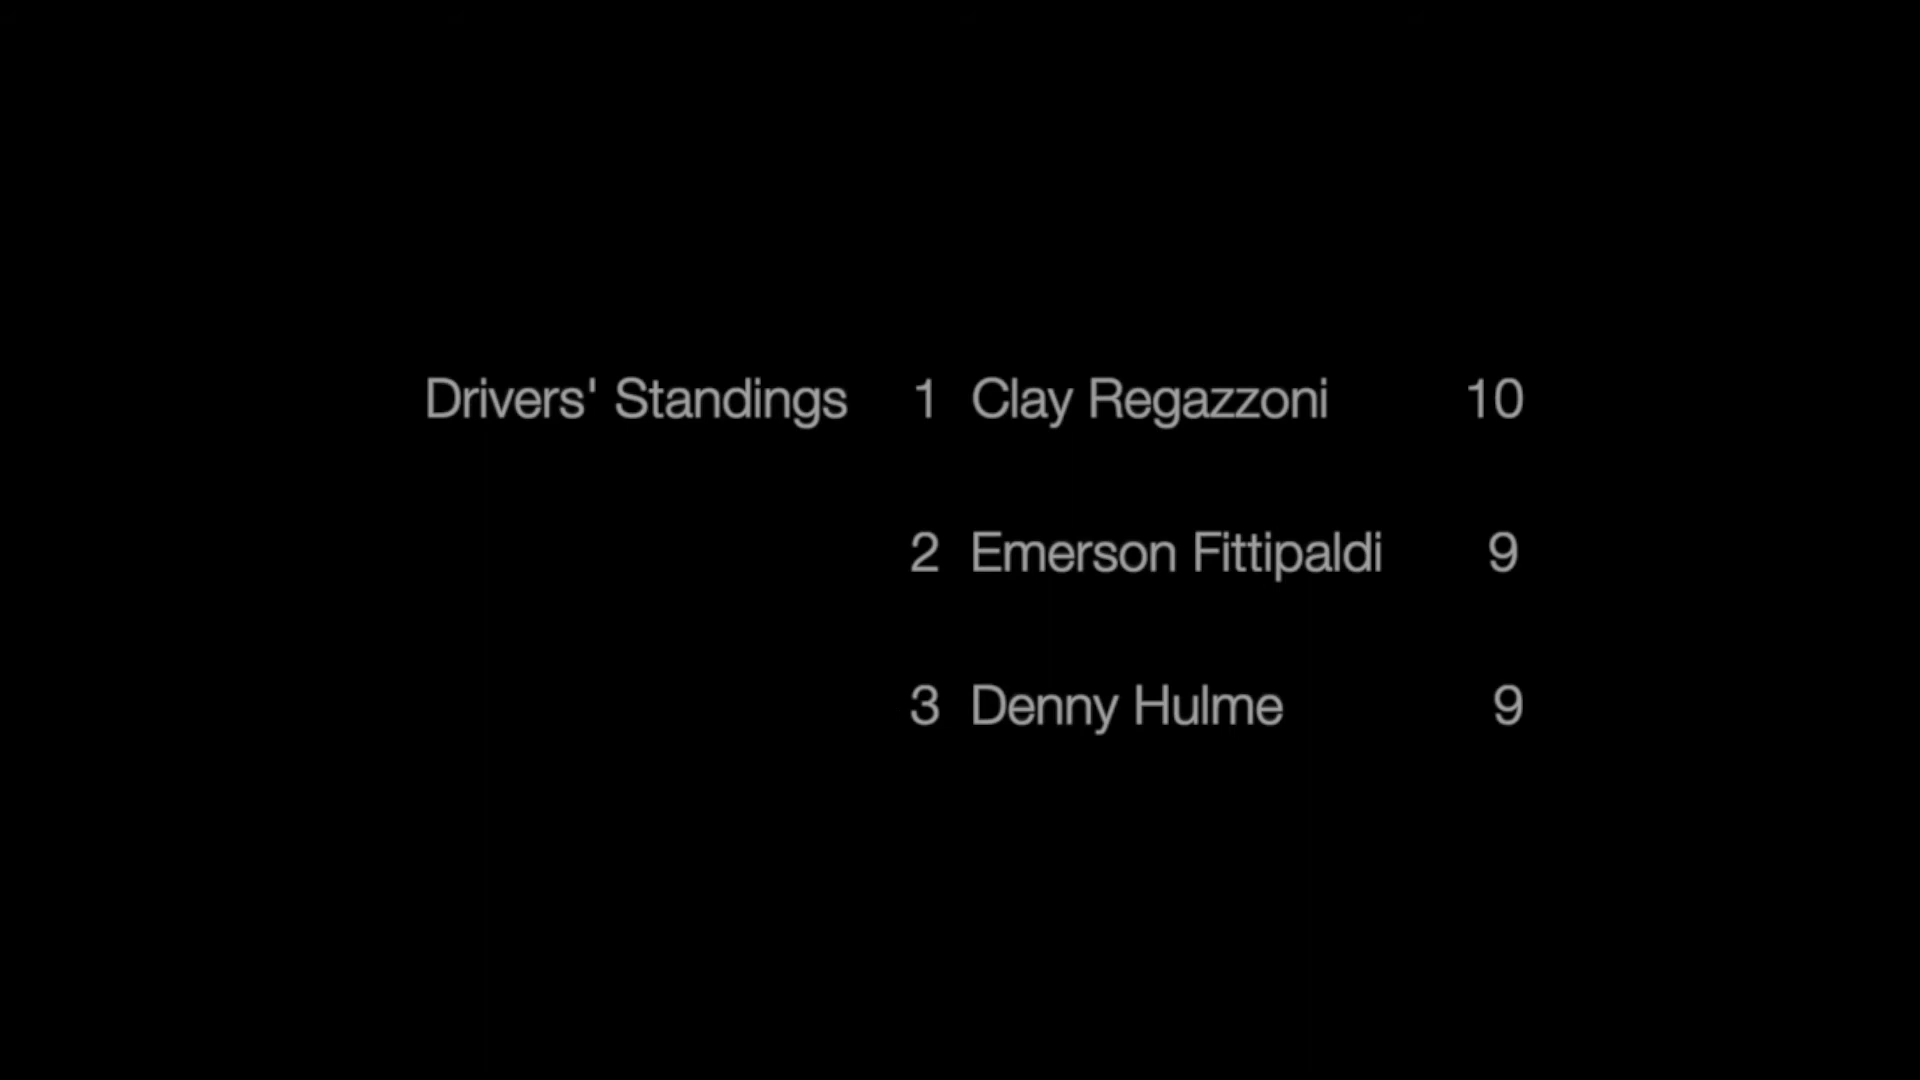 Drivers' Standings 1 Clay Regazzoni 10
2 Emerson Fittipaldi 9
3 Denny Hulme 9